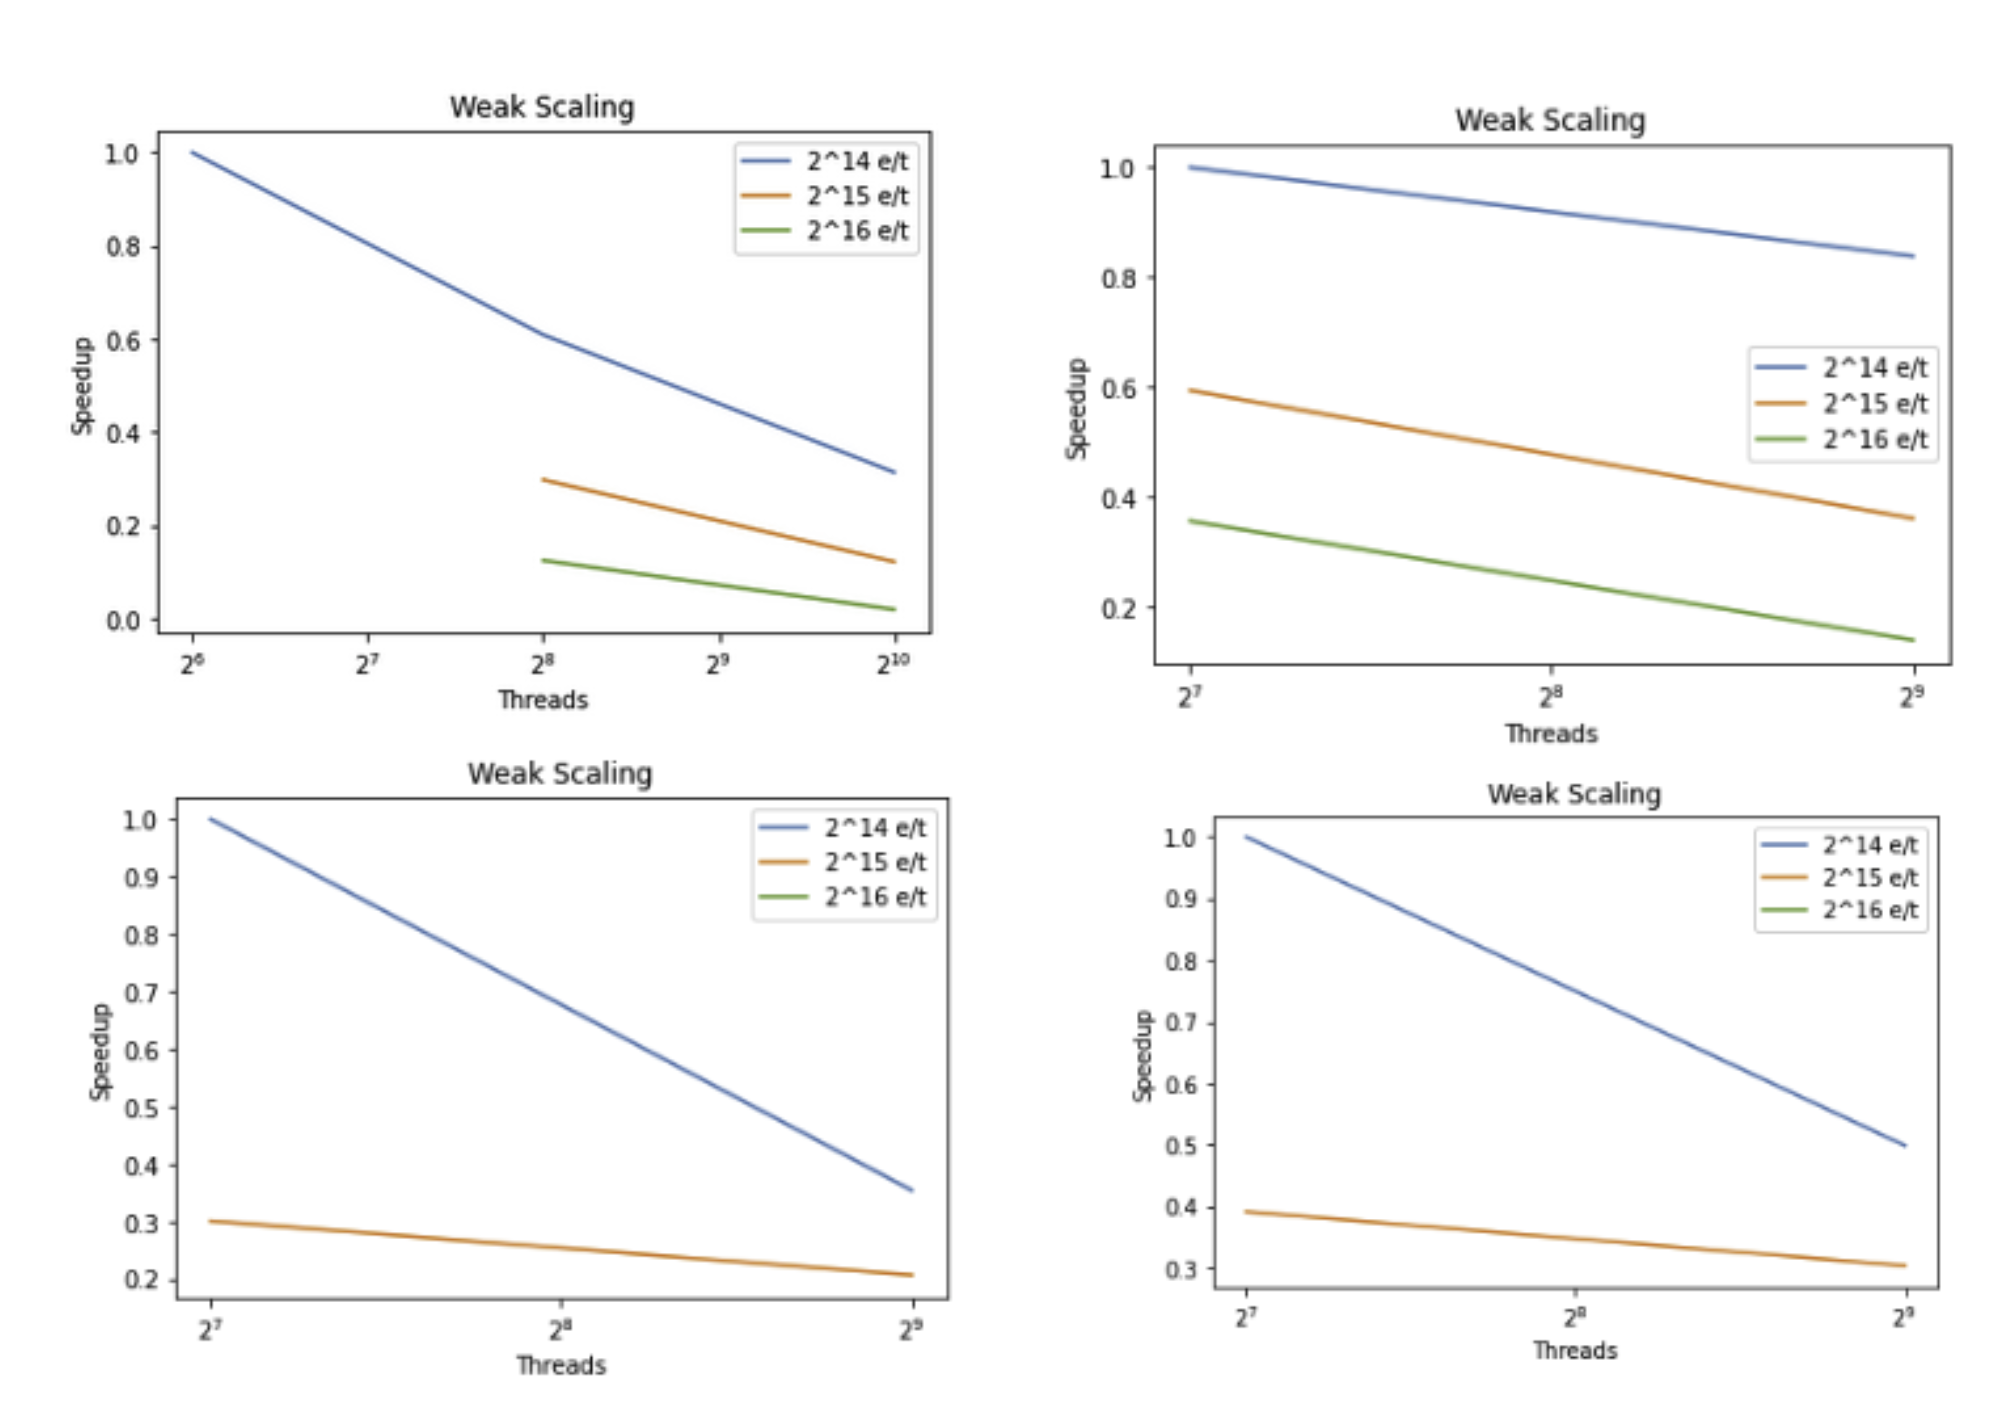 Weak Scaling
1.0
0.8
0.6
0.4
0.2
0.0
Speedup
2^14 e/t
2^15 e/t
2^16 e/t
2⁶ 2⁷ 2⁸ 2⁹ 2¹⁰
Threads
Weak Scaling
1.0
0.8
0.6
0.4
0.2
Speedup
2^14 e/t
2^15 e/t
2^16 e/t
2⁷ 2⁸ 2⁹
Threads
Weak Scaling
1.0
0.9
0.8
0.7
0.6
0.5
0.4
0.3
0.2
Speedup
2^14 e/t
2^15 e/t
2^16 e/t
2⁷ 2⁸ 2⁹
Threads
Weak Scaling
1.0
0.9
0.8
0.7
0.6
0.5
0.4
0.3
Speedup
2^14 e/t
2^15 e/t
2^16 e/t
2⁷ 2⁸ 2⁹
Threads